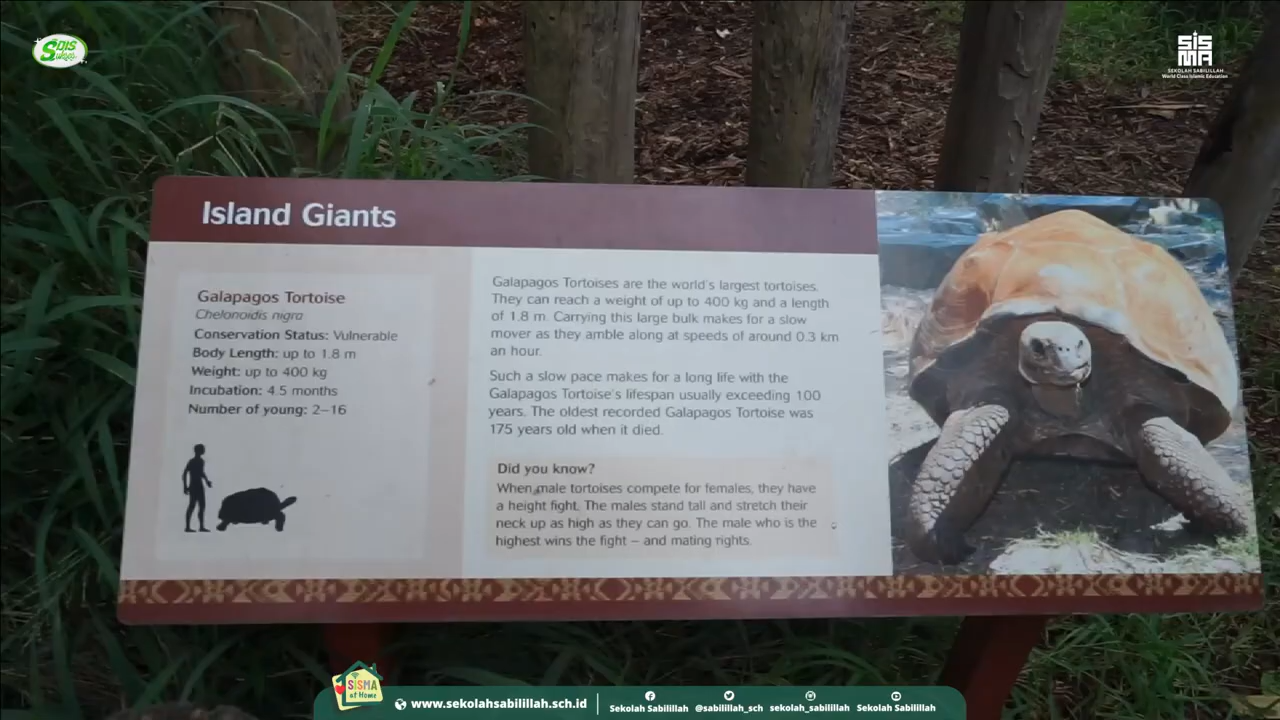 SDIS
SISMA
SEKOLAH SABILILLAH
World Class Islamic Education
Island Giants
Galapagos Tortoise
Chelonoidis nigra
Conservation Status: Vulnerable
Body Length: up to 1.8 m
Weight: up to 400 kg
Incubation: 4.5 months
Number of young: 2–16
Galapagos Tortoises are the world's largest tortoises.
They can reach a weight of up to 400 kg and a length
of 1.8 m. Carrying this large bulk makes for a slow
mover as they amble along at speeds of around 0.3 km
an hour.
Such a slow pace makes for a long life with the
Galapagos Tortoise's lifespan usually exceeding 100
years. The oldest recorded Galapagos Tortoise was
175 years old when it died.
Did you know?
When male tortoises compete for females, they have
a height fight. The males stand tall and stretch their
neck up as high as they can go. The male who is the
highest wins the fight – and mating rights.
SISMA
at Home
www.sekolahsabilillah.sch.id
Sekolah Sabilillah @sabilillah_sch sekolah_sabilillah Sekolah Sabilillah